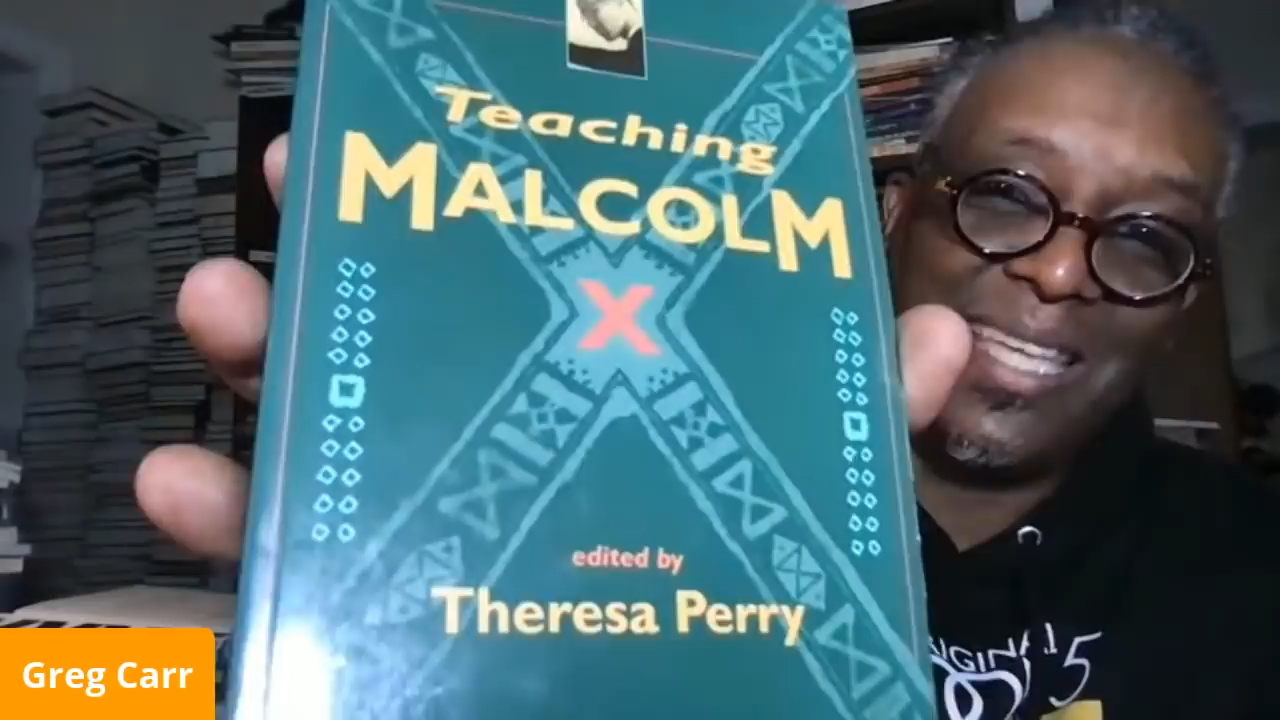 Teaching
MALCOLM
X
edited by
Theresa Perry
Greg Carr